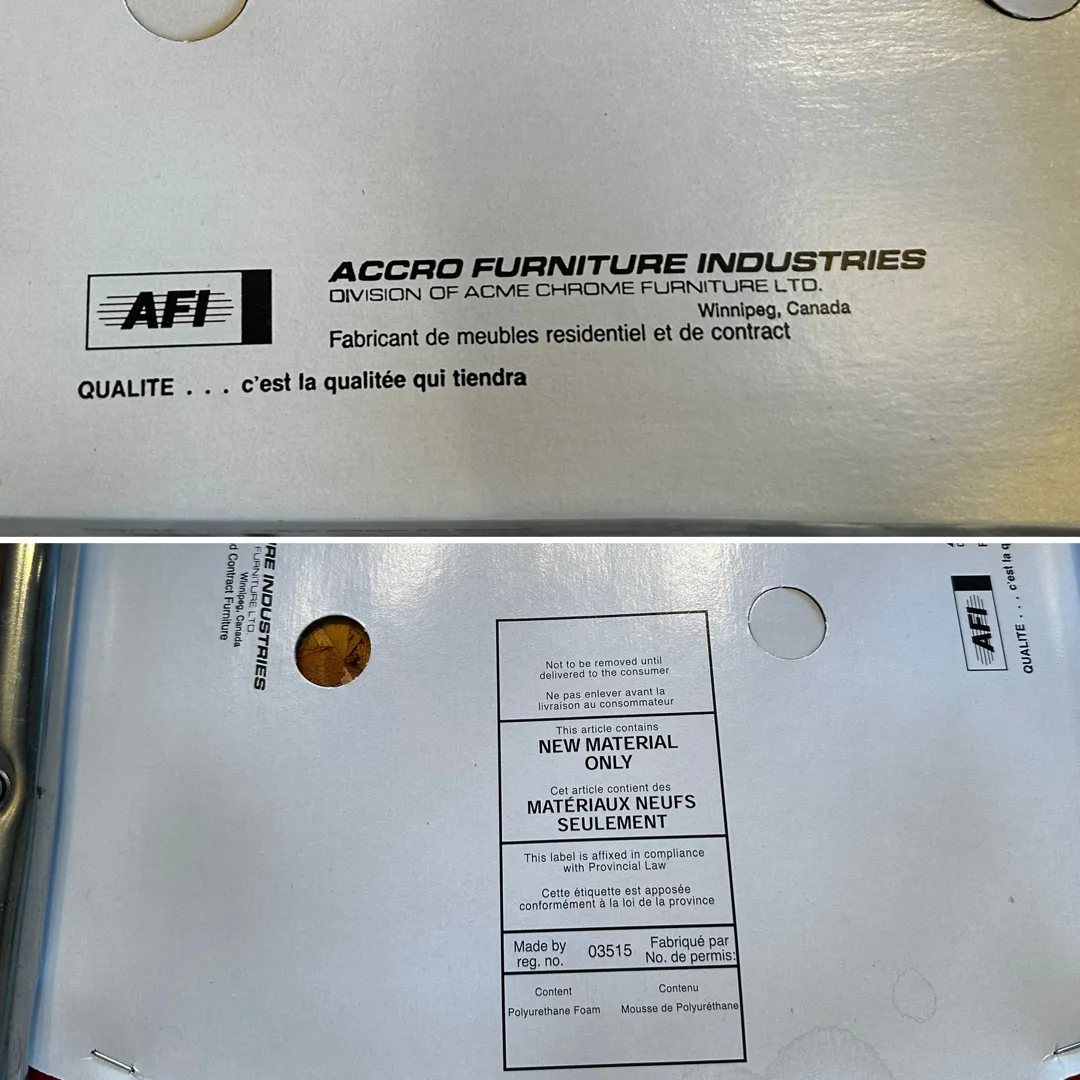 AFI
ACCRO FURNITURE INDUSTRIES
DIVISION OF ACME CHROME FURNITURE LTD.
Winnipeg, Canada
Fabricant de meubles residentiel et de contract
QUALITE . . . c'est la qualitée qui tiendra
RE INDUSTRIES
FURNITURE LTD.
Winnipeg, Canada
d Contract Furniture
Not to be removed until
delivered to the consumer
Ne pas enlever avant la
livraison au consommateur
This article contains
NEW MATERIAL
ONLY
Cet article contient des
MATÉRIAUX NEUFS
SEULEMENT
This label is affixed in compliance
with Provincial Law
Cette étiquette est apposée
conformément à la loi de la province
Made by
reg. no.
03515
Fabriqué par
No. de permis:
Content
Polyurethane Foam
Contenu
Mousse de Polyuréthane
AFI
QUALITE . . . c'est la q